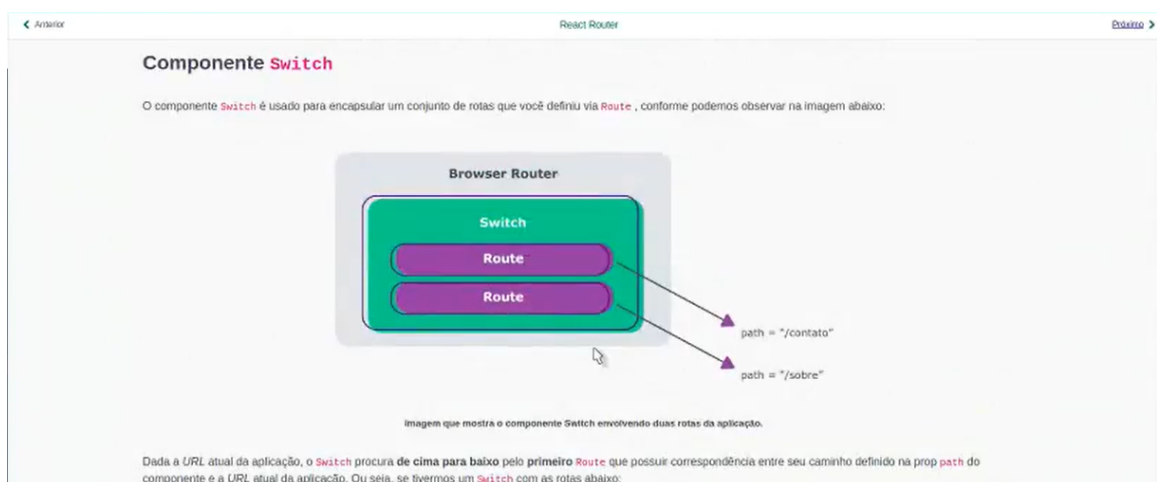 Anterior
React Router
Próximo
Componente Switch
O componente Switch é usado para encapsular um conjunto de rotas que você definiu via Route , conforme podemos observar na imagem abaixo:
Browser Router
Switch
Route
Route
path = "/contato"
path = "/sobre"
Imagem que mostra o componente Switch envolvendo duas rotas da aplicação.
Dada a URL atual da aplicação, o Switch procura de cima para baixo pelo primeiro Route que possuir correspondência entre seu caminho definido na prop path do
componente e a URL atual da aplicação. Ou seja, se tivermos um Switch com as rotas abaixo: